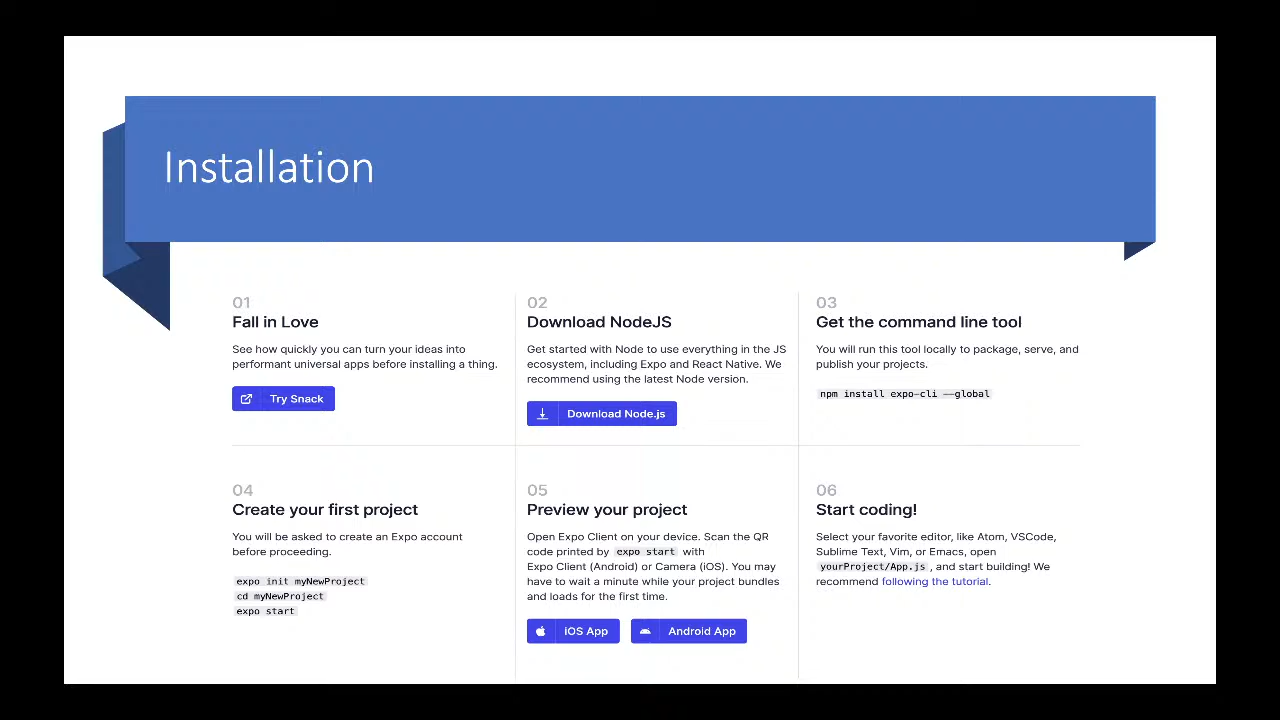 Installation
01
Fall in Love
See how quickly you can turn your ideas into
performant universal apps before installing a thing.
Try Snack
02
Download NodeJS
Get started with Node to use everything in the JS
ecosystem, including Expo and React Native. We
recommend using the latest Node version.
Download Node.js
03
Get the command line tool
You will run this tool locally to package, serve, and
publish your projects.
npm install expo-cli --global
04
Create your first project
You will be asked to create an Expo account
before proceeding.
expo init myNewProject
cd myNewProject
expo start
05
Preview your project
Open Expo Client on your device. Scan the QR
code printed by expo start with
Expo Client (Android) or Camera (iOS). You may
have to wait a minute while your project bundles
and loads for the first time.
iOS App
Android App
06
Start coding!
Select your favorite editor, like Atom, VSCode,
Sublime Text, Vim, or Emacs, open
yourProject/App.js, and start building! We
recommend following the tutorial.